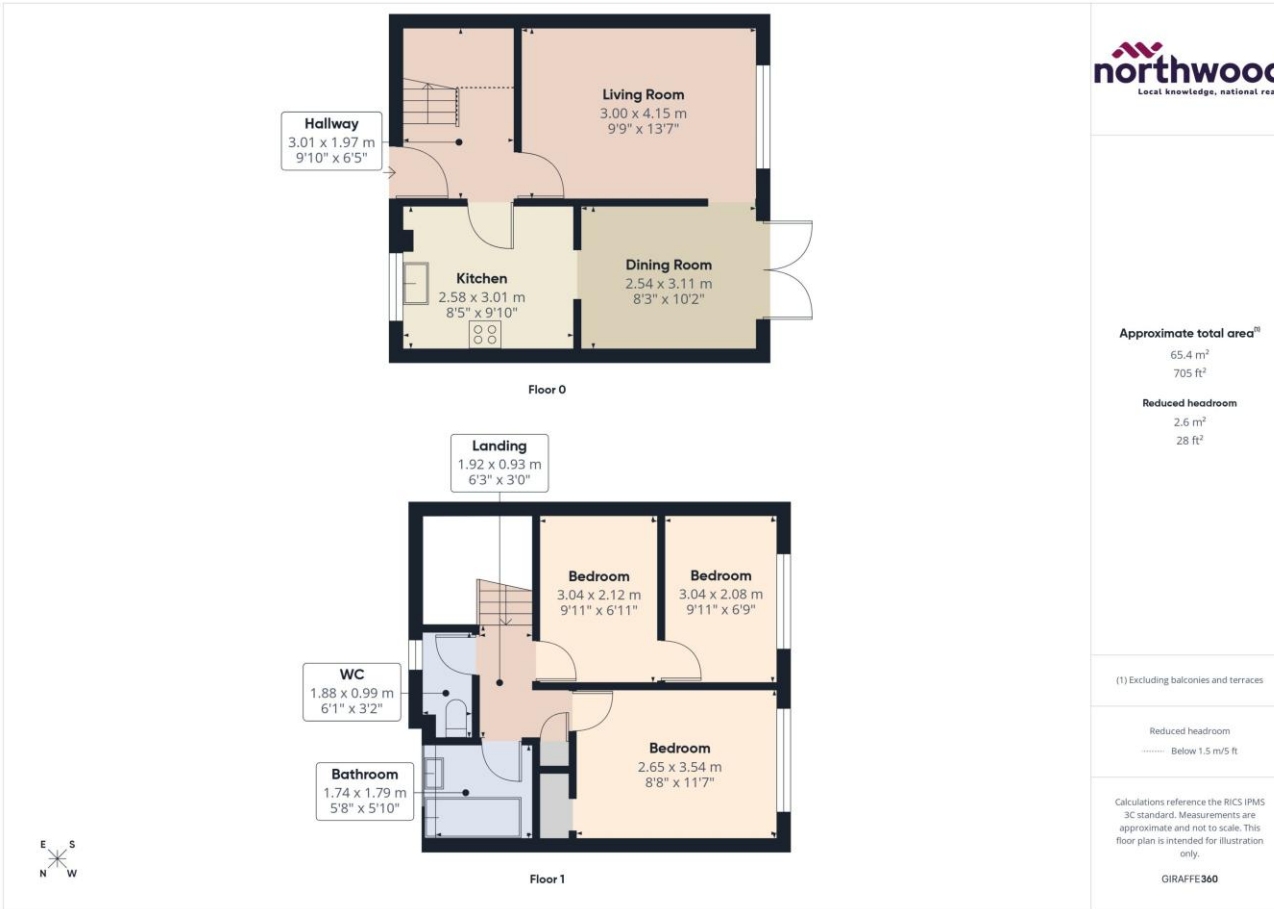 Hallway
3.01 x 1.97 m
9'10" x 6'5"
Living Room
3.00 x 4.15 m
9'9" x 13'7"
Kitchen
2.58 x 3.01 m
8'5" x 9'10"
Dining Room
2.54 x 3.11 m
8'3" x 10'2"
Floor 0
Landing
1.92 x 0.93 m
6'3" x 3'0"
Bedroom
3.04 x 2.12 m
9'11" x 6'11"
Bedroom
3.04 x 2.08 m
9'11" x 6'9"
WC
1.88 x 0.99 m
6'1" x 3'2"
Bedroom
2.65 x 3.54 m
8'8" x 11'7"
Bathroom
1.74 x 1.79 m
5'8" x 5'10"
Floor 1
E S
N W
northwood
Local knowledge, national rea
Approximate total area(1)
65.4 m²
705 ft²
Reduced headroom
2.6 m²
28 ft²
(1) Excluding balconies and terraces
Reduced headroom
........ Below 1.5 m/5 ft
Calculations reference the RICS IPMS
3C standard. Measurements are
approximate and not to scale. This
floor plan is intended for illustration
only.
GIRAFFE360